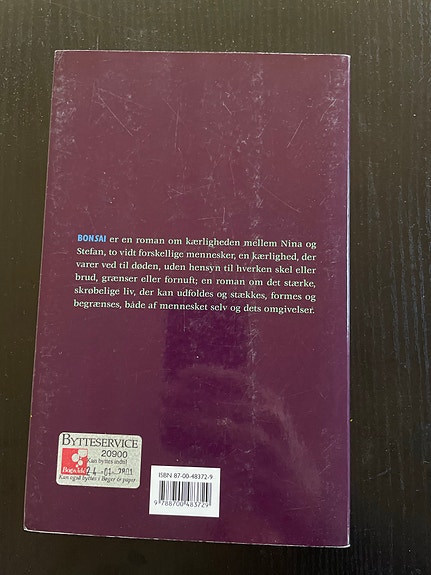 BONSAI er en roman om kærligheden mellem Nina og
Stefan, to vidt forskellige mennesker, en kærlighed, der
varer ved til døden, uden hensyn til hverken skel eller
brud, grænser eller fornuft; en roman om det stærke,
skrøbelige liv, der kan udfoldes og stækkes, formes og
begrænses, både af mennesket selv og dets omgivelser.
BYTTESERVICE
20900
Kan byttes indtil
24 -01- 2001
Kan også byttes i Bøger & papir
ISBN 87-00-48372-9
9 788700 483729